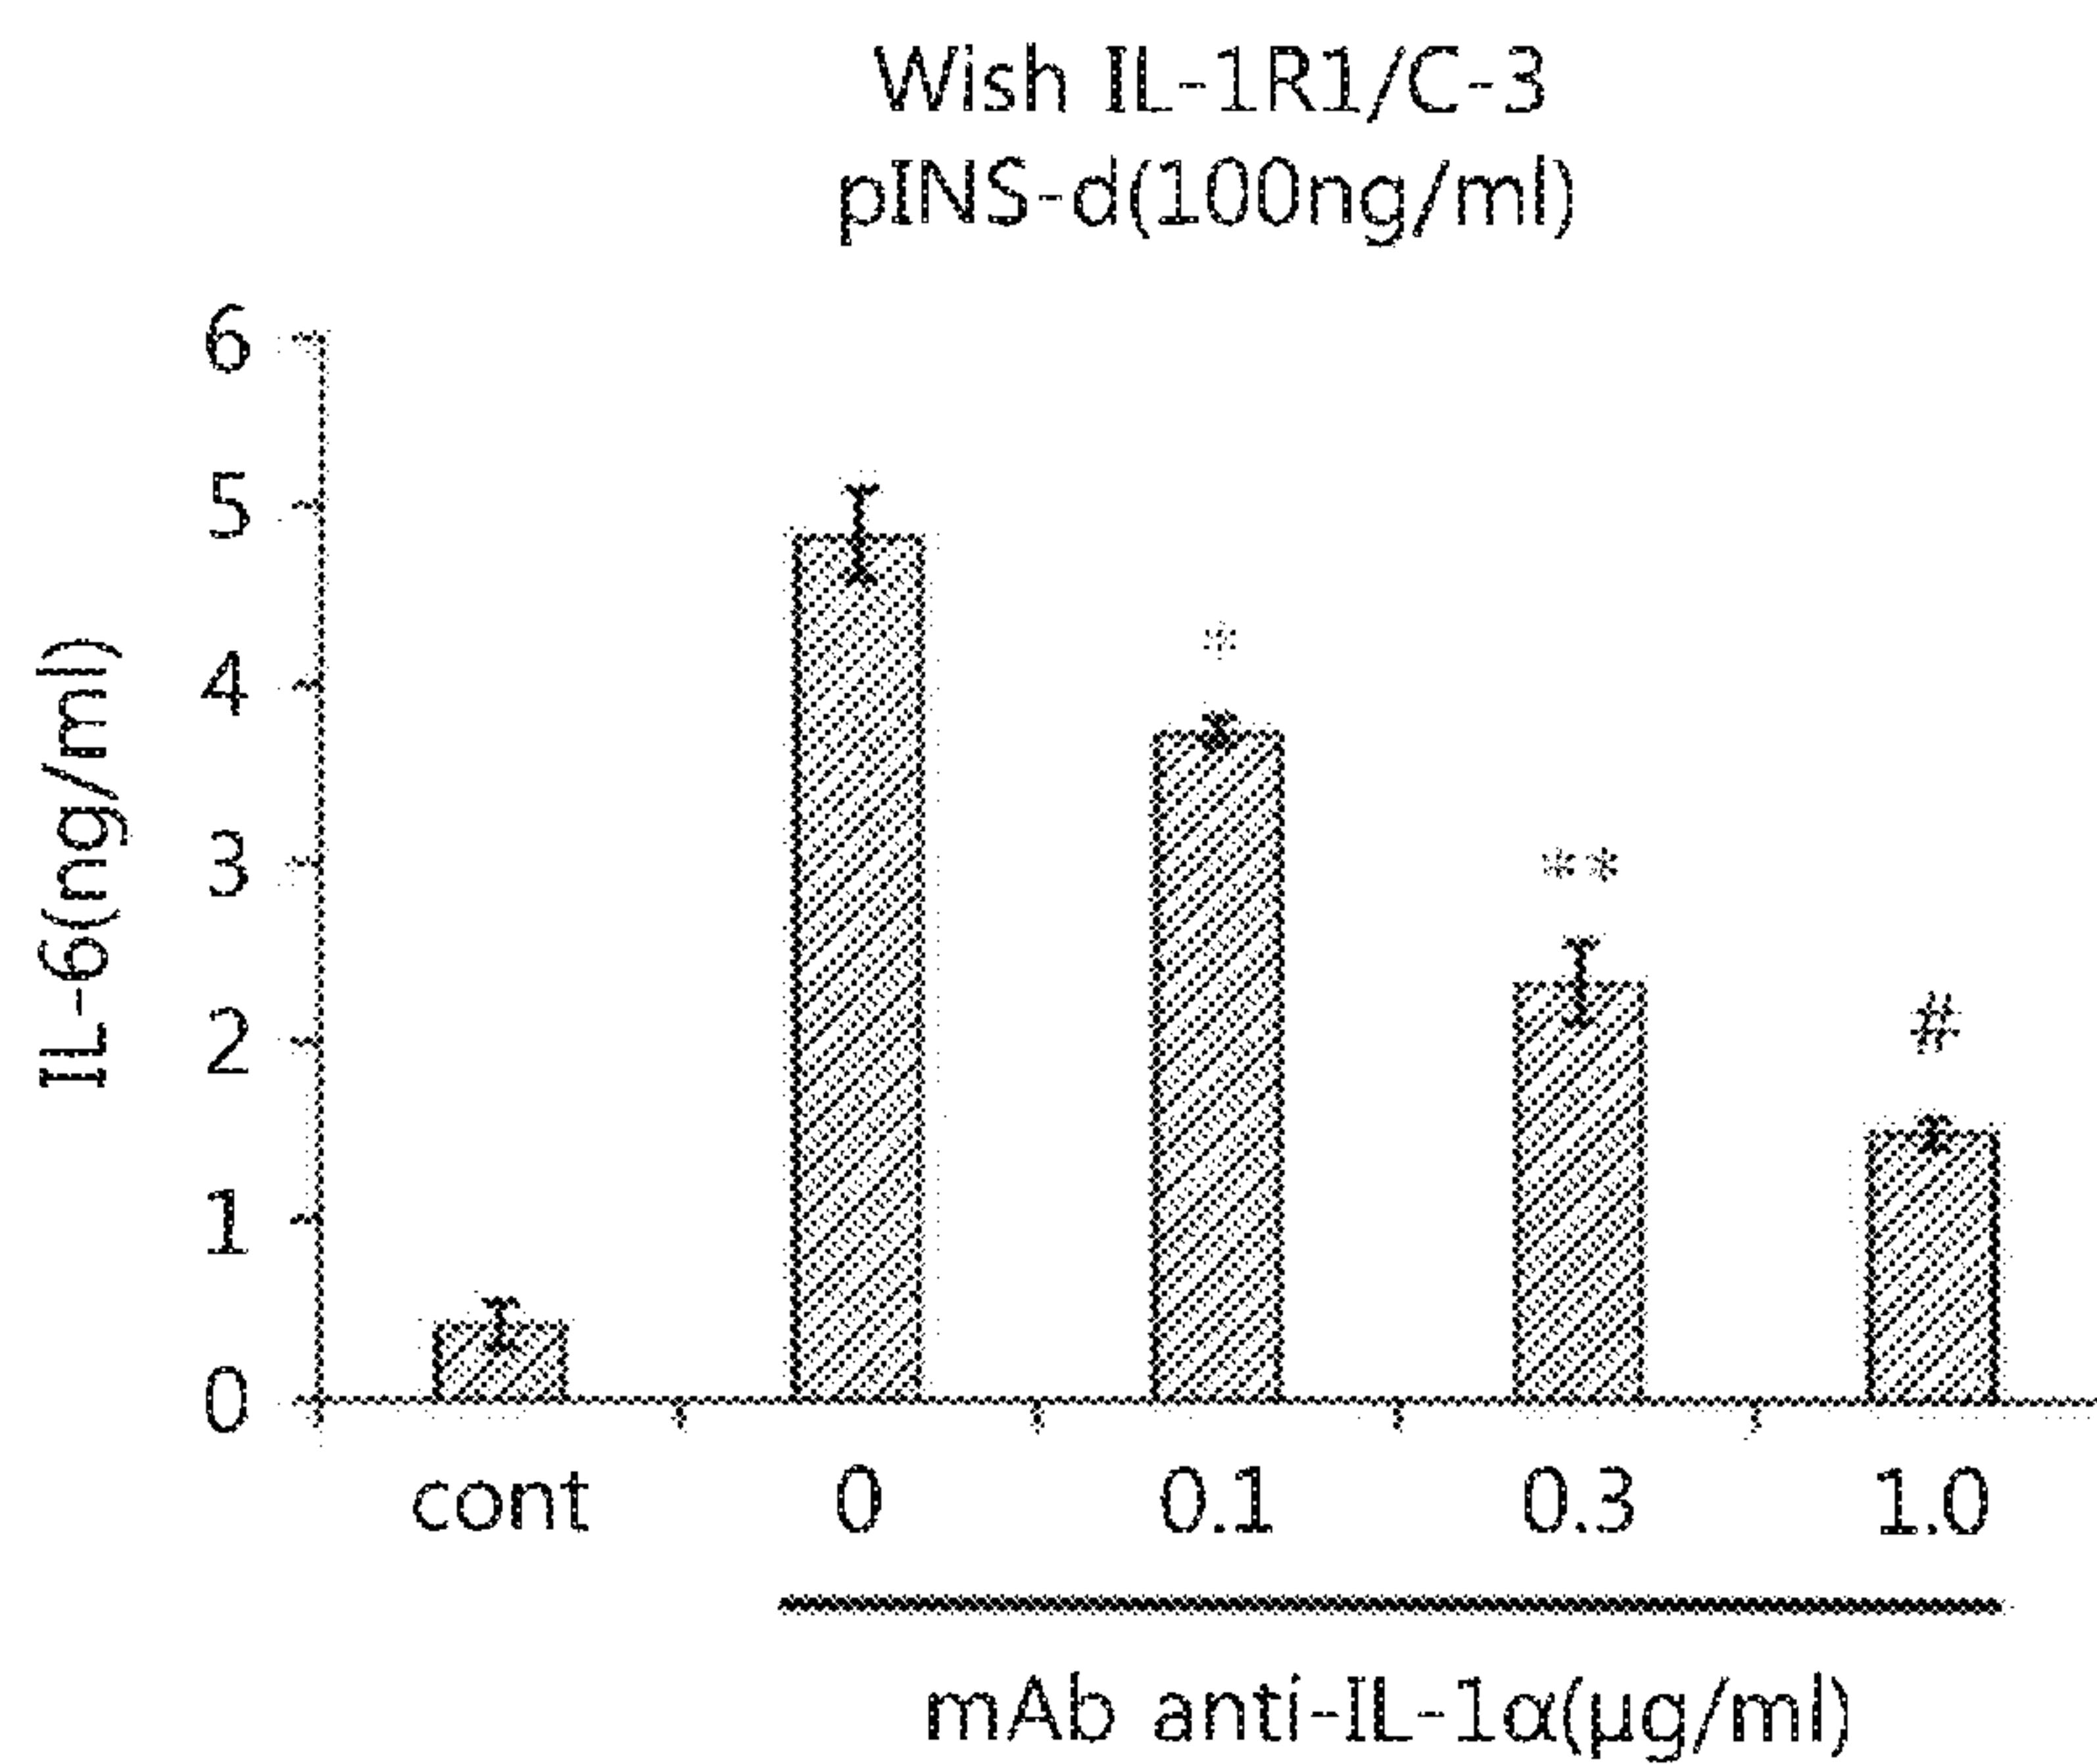 Wish IL-1R1/C-3
pINS-d(100ng/ml)
IL-6(ng/ml)
6
5
4
3
2
1
0
*
**
#
cont 0 0.1 0.3 1.0
mAb anti-IL-1α(μg/ml)